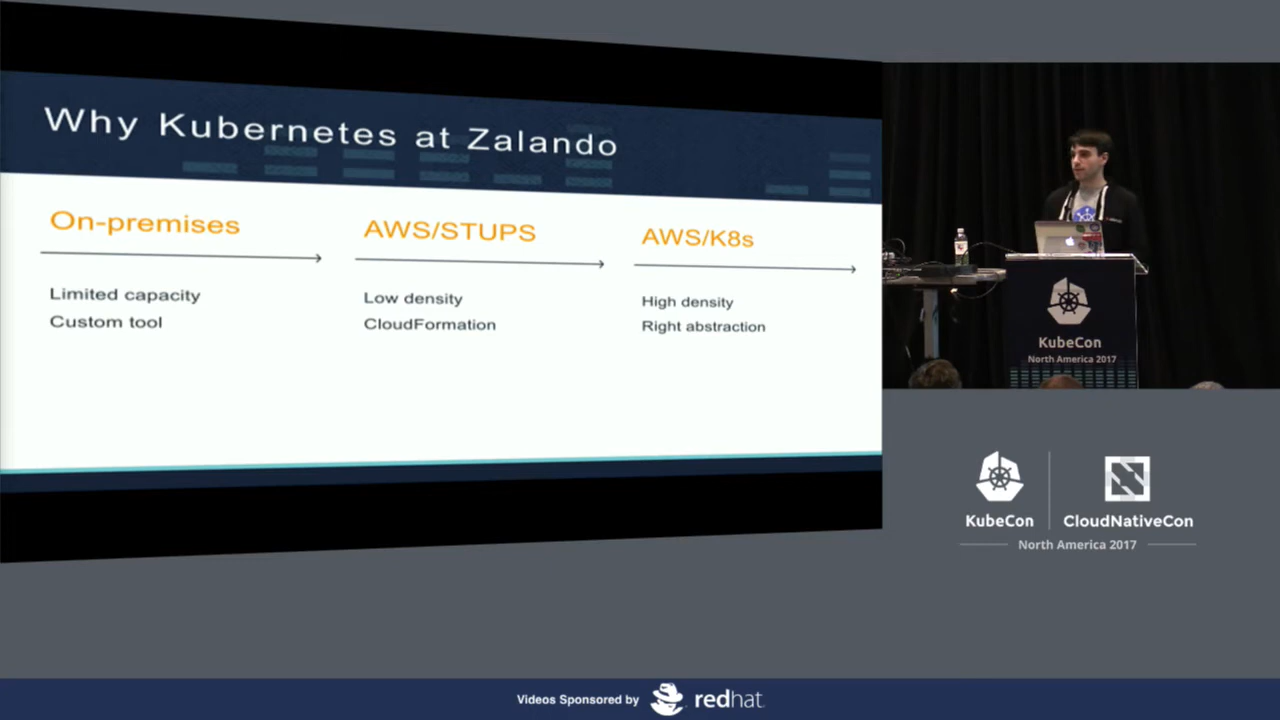 Why Kubernetes at Zalando
On-premises
Limited capacity
Custom tool
AWS/STUPS
Low density
CloudFormation
AWS/K8s
High density
Right abstraction
KubeCon
North America 2017
KubeCon
CloudNativeCon
North America 2017
Videos Sponsored by redhat